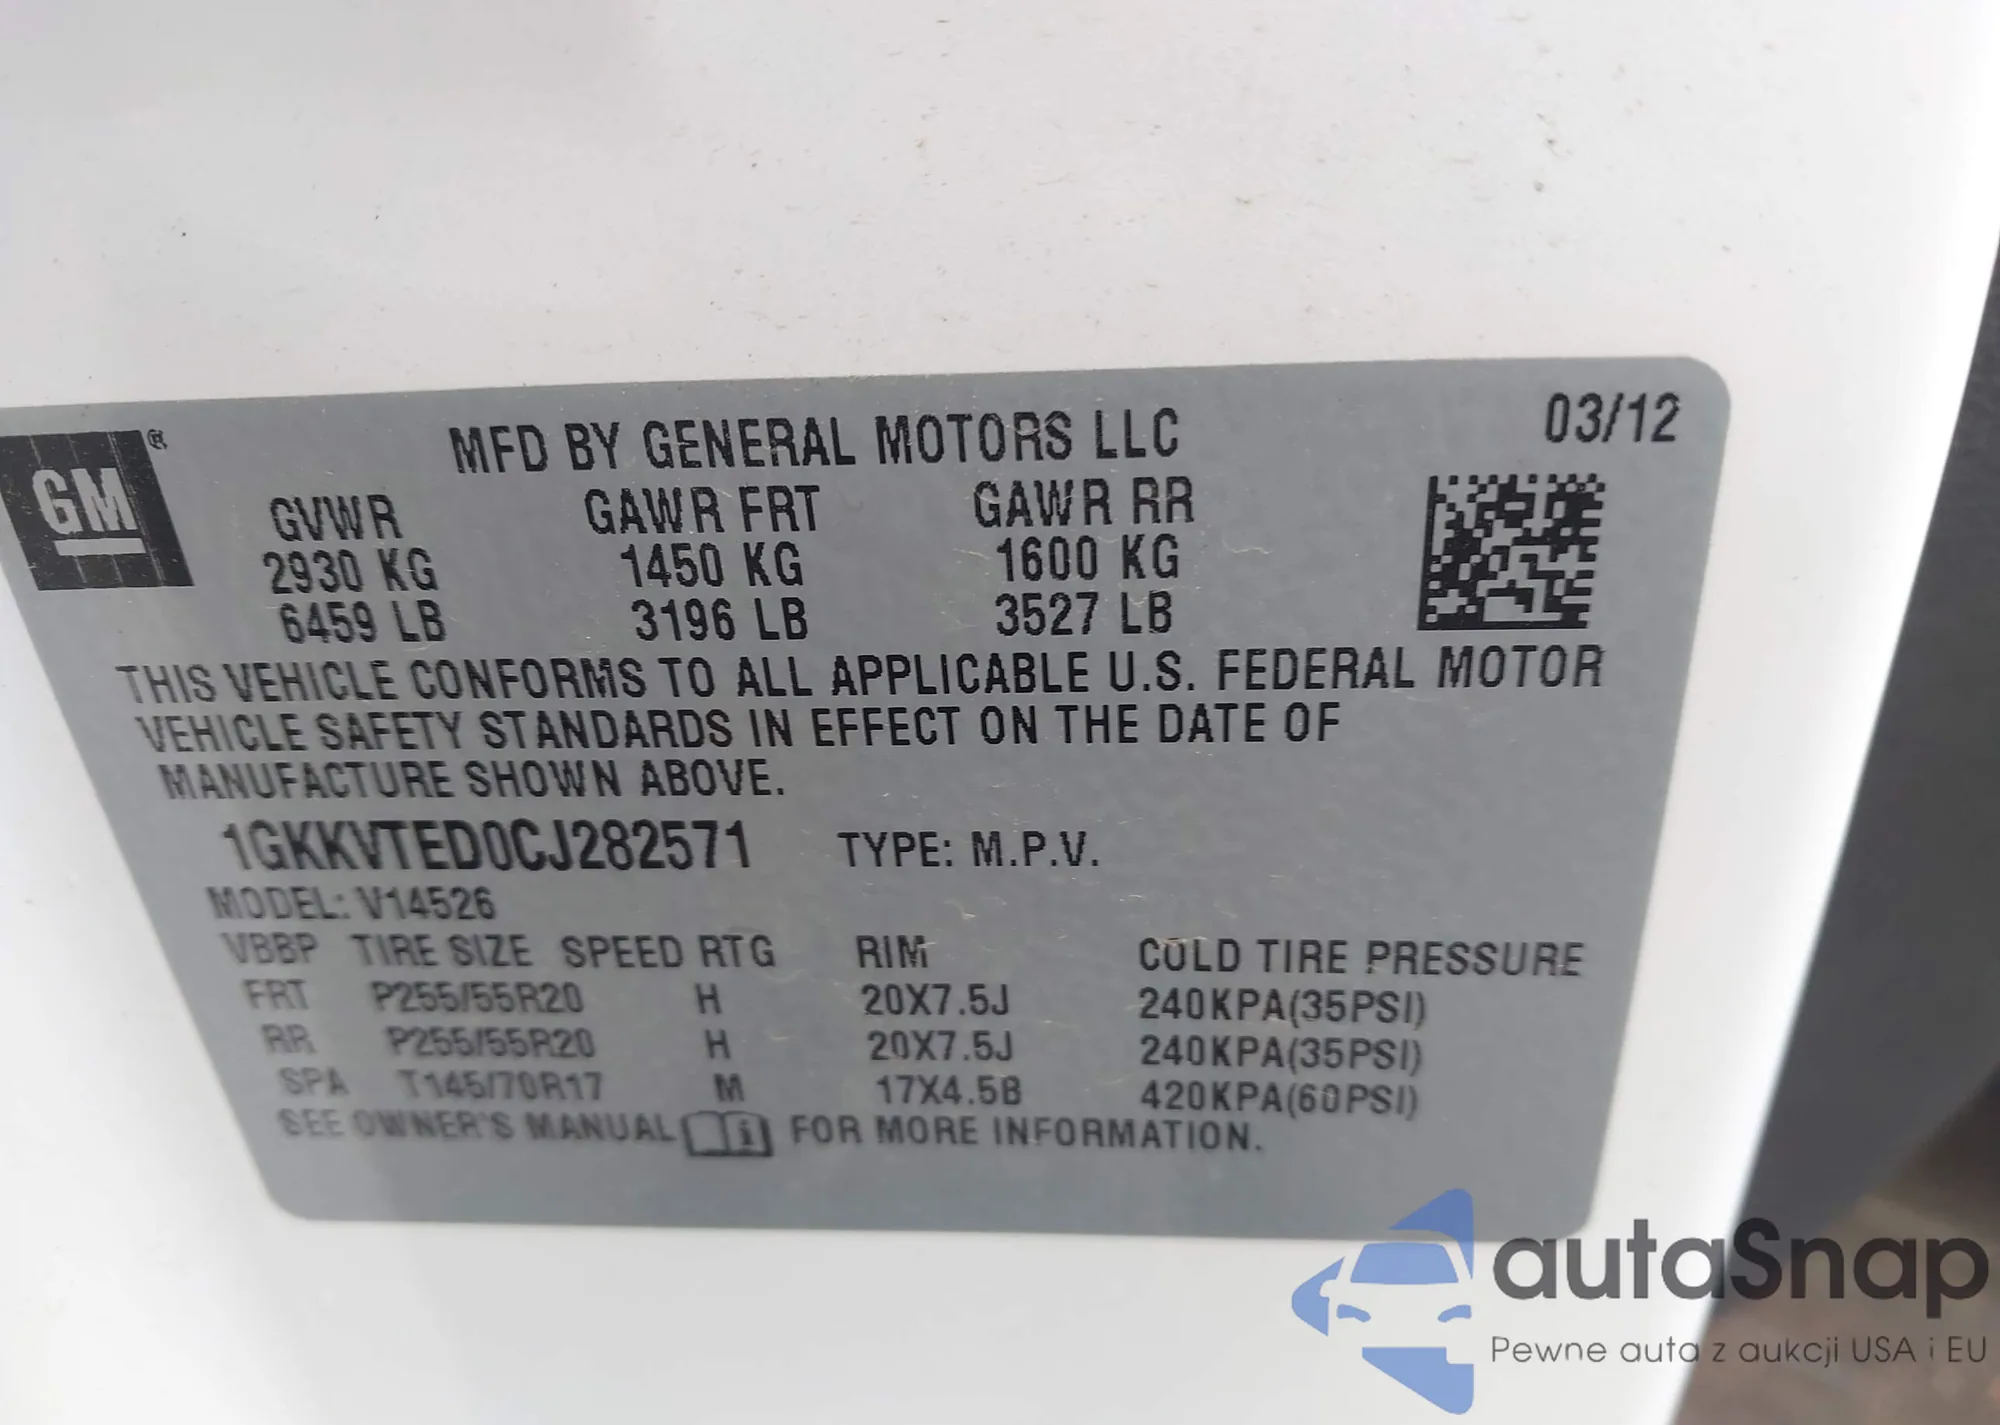 MFD BY GENERAL MOTORS LLC 03/12
GM®
GVWR GAWR FRT GAWR RR
2930 KG 1450 KG 1600 KG
6459 LB 3196 LB 3527 LB
THIS VEHICLE CONFORMS TO ALL APPLICABLE U.S. FEDERAL MOTOR
VEHICLE SAFETY STANDARDS IN EFFECT ON THE DATE OF
MANUFACTURE SHOWN ABOVE.
1GKKVTED0CJ282571 TYPE: M.P.V.
MODEL: V14526
VBBP TIRE SIZE SPEED RTG RIM COLD TIRE PRESSURE
FRT P255/55R20 H 20X7.5J 240KPA(35PSI)
RR P255/55R20 H 20X7.5J 240KPA(35PSI)
SPA T145/70R17 M 17X4.5B 420KPA(60PSI)
SEE OWNER'S MANUAL i FOR MORE INFORMATION.
autaSnap
Pewne auta z aukcji USA i EU